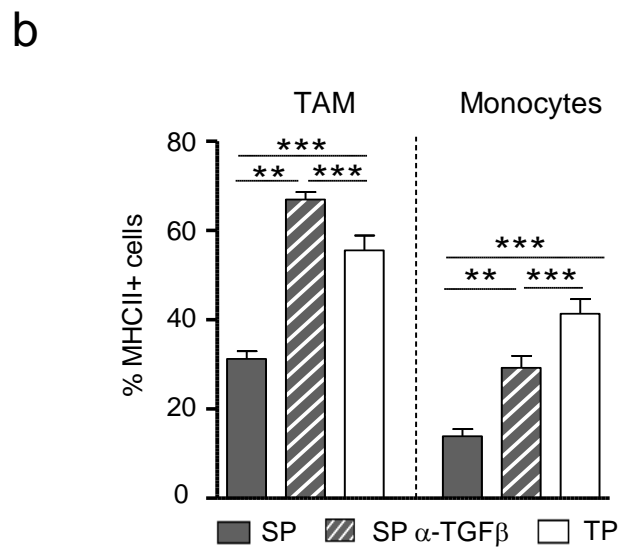 b
TAM Monocytes
80
***
** ***
60
***
** ***
40
20
0
% MHCII+ cells
SP SP α-TGFβ TP